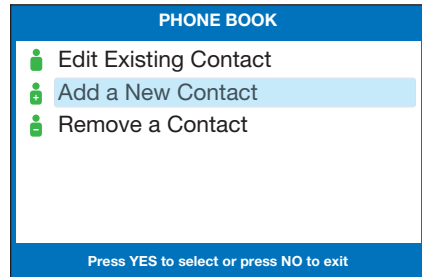 PHONE BOOK
Edit Existing Contact
Add a New Contact
Remove a Contact
Press YES to select or press NO to exit